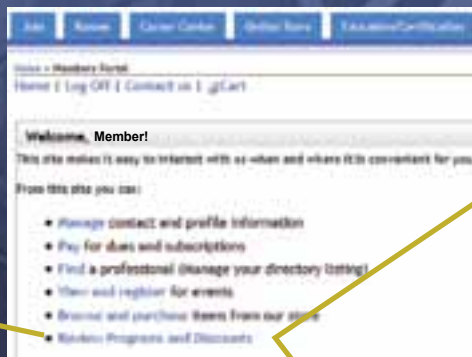 Join Renew Career Center Online Store Education/Certification
Home > Members Portal
Home | Log Off | Contact us | Cart
Welcome, Member!
This site makes it easy to interact with us when and where it is convenient for you
From this site you can:
Manage contact and profile information
Pay for dues and subscriptions
Find a professional (Manage your directory listing)
View and register for events
Browse and purchase items from our store
Review Programs and Discounts